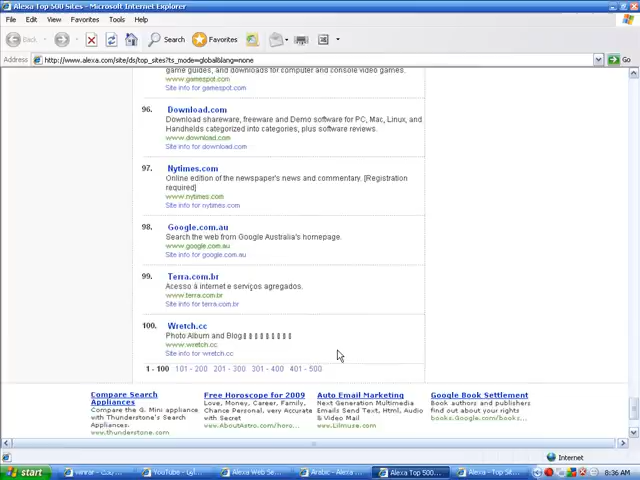 Alexa Top 500 Sites - Microsoft Internet Explorer
File Edit View Favorites Tools Help
Back Search Favorites
Address http://www.alexa.com/site/ds/top_sites?ts_mode=global&lang=none Go
game guides, and downloads for computer and console video games.
www.gamespot.com
Site info for gamespot.com
96. Download.com
Download shareware, freeware and Demo software for PC, Mac, Linux, and
Handhelds categorized into categories, plus software reviews.
www.download.com
Site info for download.com
97. Nytimes.com
Online edition of the newspaper's news and commentary. [Registration
required]
www.nytimes.com
Site info for nytimes.com
98. Google.com.au
Search the web from Google Australia's homepage.
www.google.com.au
Site info for google.com.au
99. Terra.com.br
Acesso à internet e serviços agregados.
www.terra.com.br
Site info for terra.com.br
100. Wretch.cc
Photo Album and Blog
www.wretch.cc
Site info for wretch.cc
1 - 100 101 - 200 201 - 300 301 - 400 401 - 500
Compare Search
Appliances
Compare the G. Mini appliance
with Thunderstone's Search
Appliances.
www.thunderstone.com
Free Horoscope for 2009
Love, Money, Career, Family,
Chance Personal, very Accurate
with Secret
www.AboutAstro.com/horo...
Auto Email Marketing
Next Generation Multimedia
Emails Send Text, Html, Audio
& Video Mail
www.Lilmure.com
Google Book Settlement
Book authors and publishers
find out about your rights
books.google.com/books...
Internet
start winrar YouTube Alexa Web Se... Arabic - Alexa ... Alexa Top 500... Alexa - Top Sit... 8:36 AM